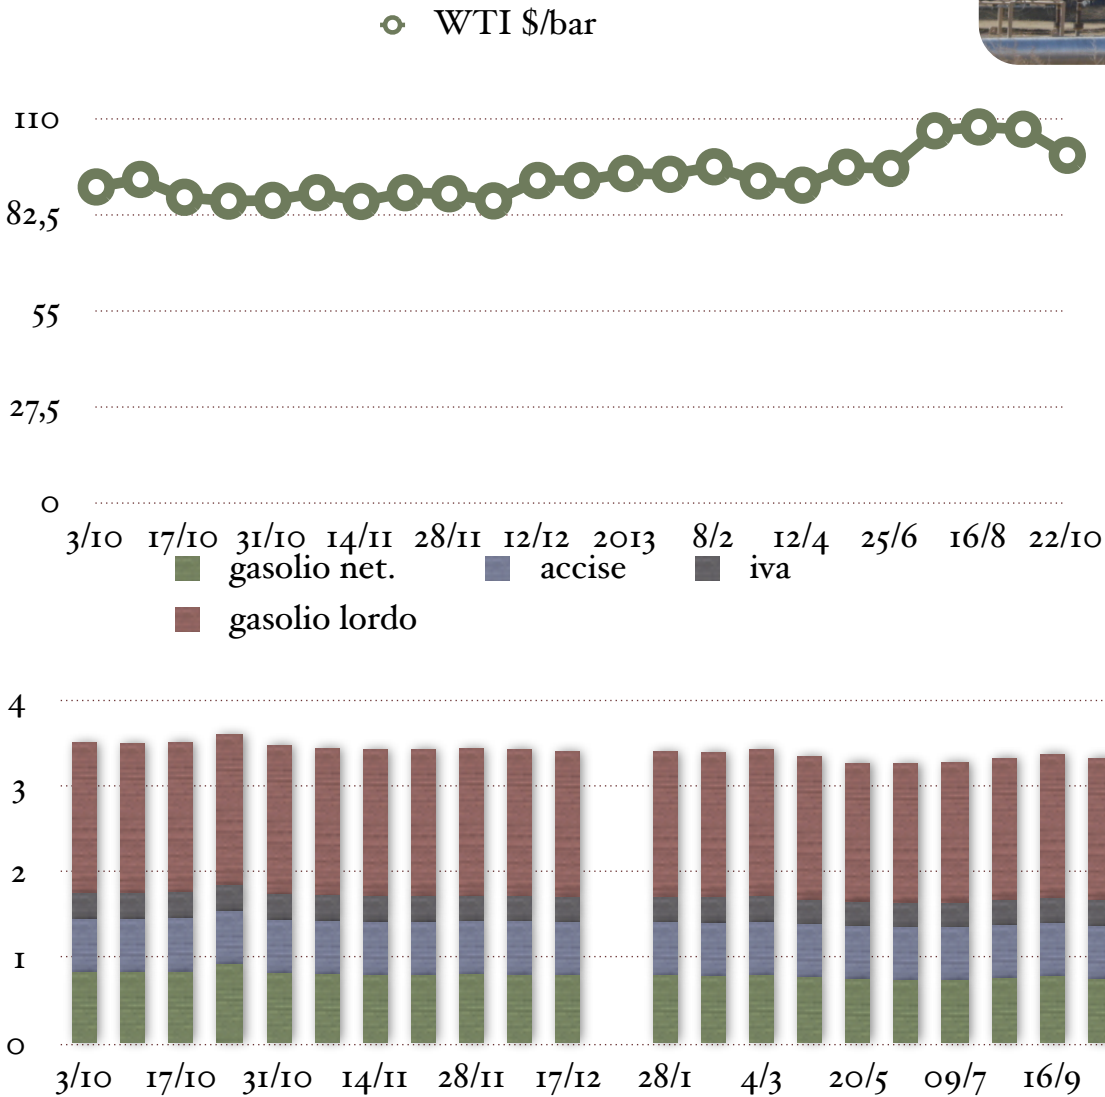 WTI $/bar
110
82,5
55
27,5
0
3/10 17/10 31/10 14/11 28/11 12/12 2013 8/2 12/4 25/6 16/8 22/10
gasolio net. accise iva
gasolio lordo
4
3
2
1
0
3/10 17/10 31/10 14/11 28/11 17/12 28/1 4/3 20/5 09/7 16/9